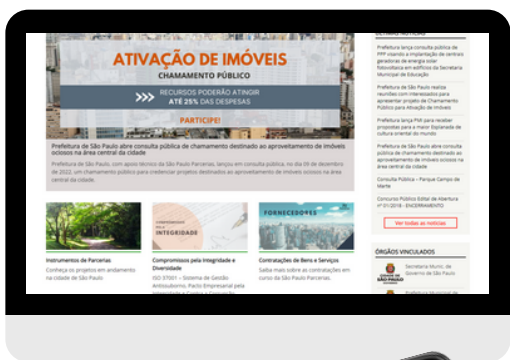 ATIVAÇÃO DE IMÓVEIS
CHAMAMENTO PÚBLICO
>>> RECURSOS PODERÃO ATINGIR
ATÉ 25% DAS DESPESAS
PARTICIPE!
Prefeitura de São Paulo abre consulta pública de chamamento destinado ao aproveitamento de imóveis
ociosos na área central da cidade
Prefeitura de São Paulo, com apoio técnico da São Paulo Parcerias, lançou em consulta pública, no dia 09 de dezembro
de 2022, um chamamento público para credenciar projetos destinados ao aproveitamento de imóveis ociosos na área
central da cidade.
Instrumentos de Parcerias
Conheça os projetos em andamento
na cidade de São Paulo
INTEGRIDADE
Compromissos pela Integridade e
Diversidade
ISO 37001 - Sistema de Gestão
Antissuborno, Pacto Empresarial pela
FORNECEDORES
Contratações de Bens e Serviços
Saiba mais sobre as contratações em
curso da São Paulo Parcerias.
ÚLTIMAS NOTÍCIAS
Prefeitura lança consulta pública de
PPP visando a implantação de centrais
geradoras de energia solar
fotovoltaica em edifícios da Secretaria
Municipal de Educação
Prefeitura de São Paulo realiza
reuniões com interessados para
apresentar projeto de Chamamento
Público para Ativação de Imóveis
Prefeitura lança PMI para receber
propostas para a maior Esplanada de
cultura oriental do mundo
Prefeitura de São Paulo abre consulta
pública de chamamento destinado ao
aproveitamento de imóveis ociosos na
área central da cidade
Consulta Pública - Parque Campo de
Marte
Concurso Público Edital de Abertura
nº 01/2018 - ENCERRAMENTO
Ver todas as notícias
ÓRGÃOS VINCULADOS
CIDADE DE
SÃO PAULO
Secretaria Munic. de
Governo de São Paulo
Prefeitura Municipal de